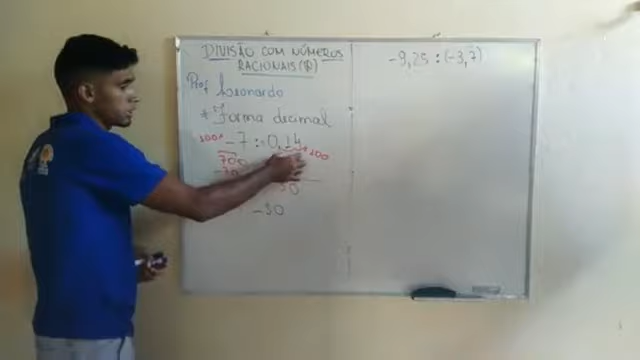 DIVISÃO COM NÚMEROS
RACIONAIS (Q)
Prof Leonardo
* Forma decimal
-7 : 0,14
700
-70
50
-50
-9,25 : (-3,7)